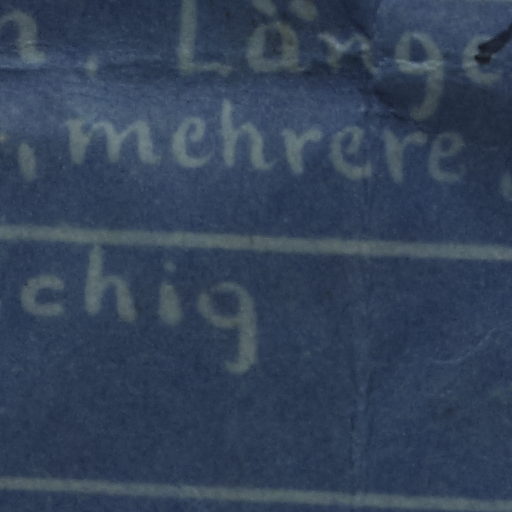 n, Länge
, mehrere,
chig